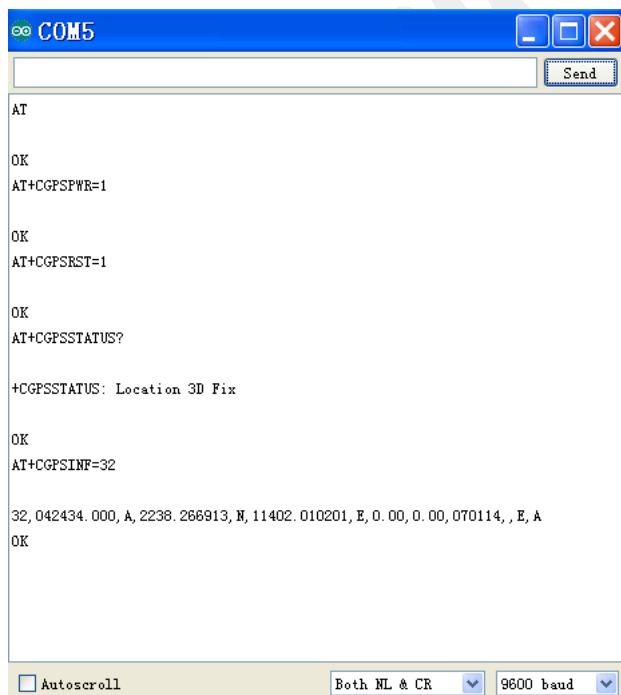 COM5
Send
AT
OK
AT+CGPSPWR=1
OK
AT+CGPSRST=1
OK
AT+CGPSSTATUS?
+CGPSSTATUS: Location 3D Fix
OK
AT+CGPSINF=32
32,042434.000,A,2238.266913,N,11402.010201,E,0.00,0.00,070114,,E,A
OK
Autoscroll
Both NL & CR
9600 baud